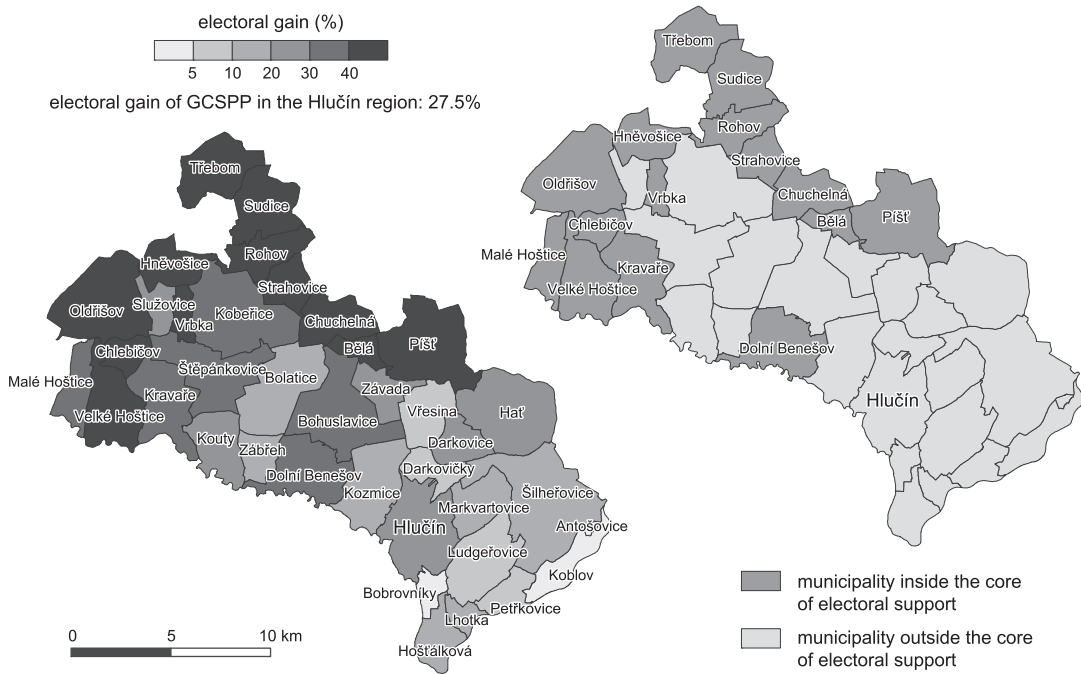 electoral gain (%)
5 10 20 30 40
electoral gain of GCSPP in the Hlučín region: 27.5%
Třebom
Sudice
Rohov
Hněvošice
Strahovice
Oldřišov
Služovice
Vrbka
Kobeřice
Chuchelná
Bělá
Píšť
Chlebičov
Malé Hoštice
Štěpánkovice
Bolatice
Kravaře
Závada
Velké Hoštice
Vřesina
Hať
Bohuslavice
Kouty
Zábřeh
Darkovice
Dolní Benešov
Darkovičky
Kozmice
Šilheřovice
Markvartovice
Hlučín
Antošovice
Ludgeřovice
Koblov
Bobrovníky
Petřkovice
Lhotka
Hošťálková
0 5 10 km
Třebom
Sudice
Rohov
Hněvošice
Strahovice
Oldřišov
Vrbka
Chuchelná
Bělá
Píšť
Chlebičov
Malé Hoštice
Kravaře
Velké Hoštice
Dolní Benešov
Hlučín
municipality inside the core
of electoral support
municipality outside the core
of electoral support